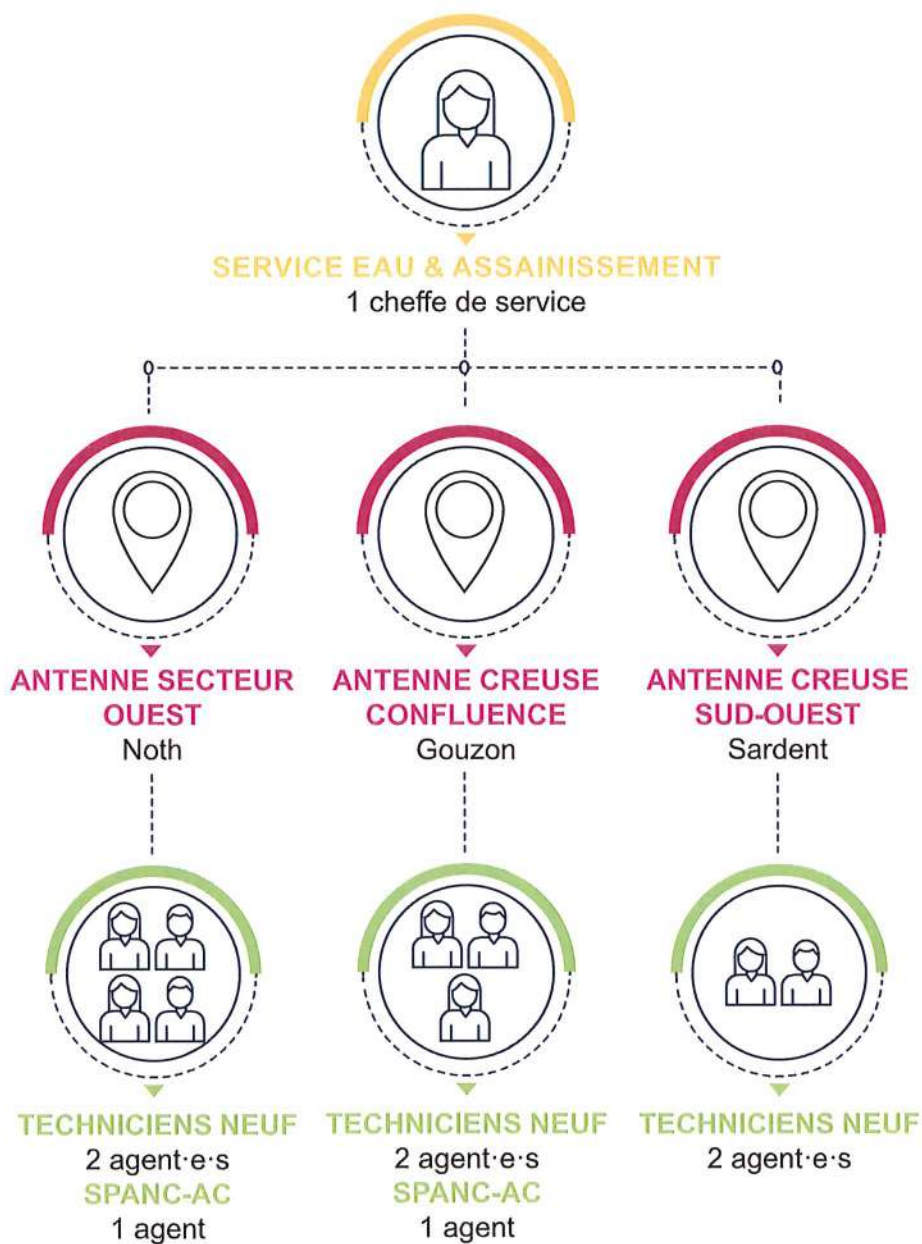 SERVICE EAU & ASSAINISSEMENT
1 cheffe de service
ANTENNE SECTEUR
OUEST
Noth
ANTENNE CREUSE
CONFLUENCE
Gouzon
ANTENNE CREUSE
SUD-OUEST
Sardent
TECHNICIENS NEUF
2 agent·e·s
SPANC-AC
1 agent
TECHNICIENS NEUF
2 agent·e·s
SPANC-AC
1 agent
TECHNICIENS NEUF
2 agent·e·s